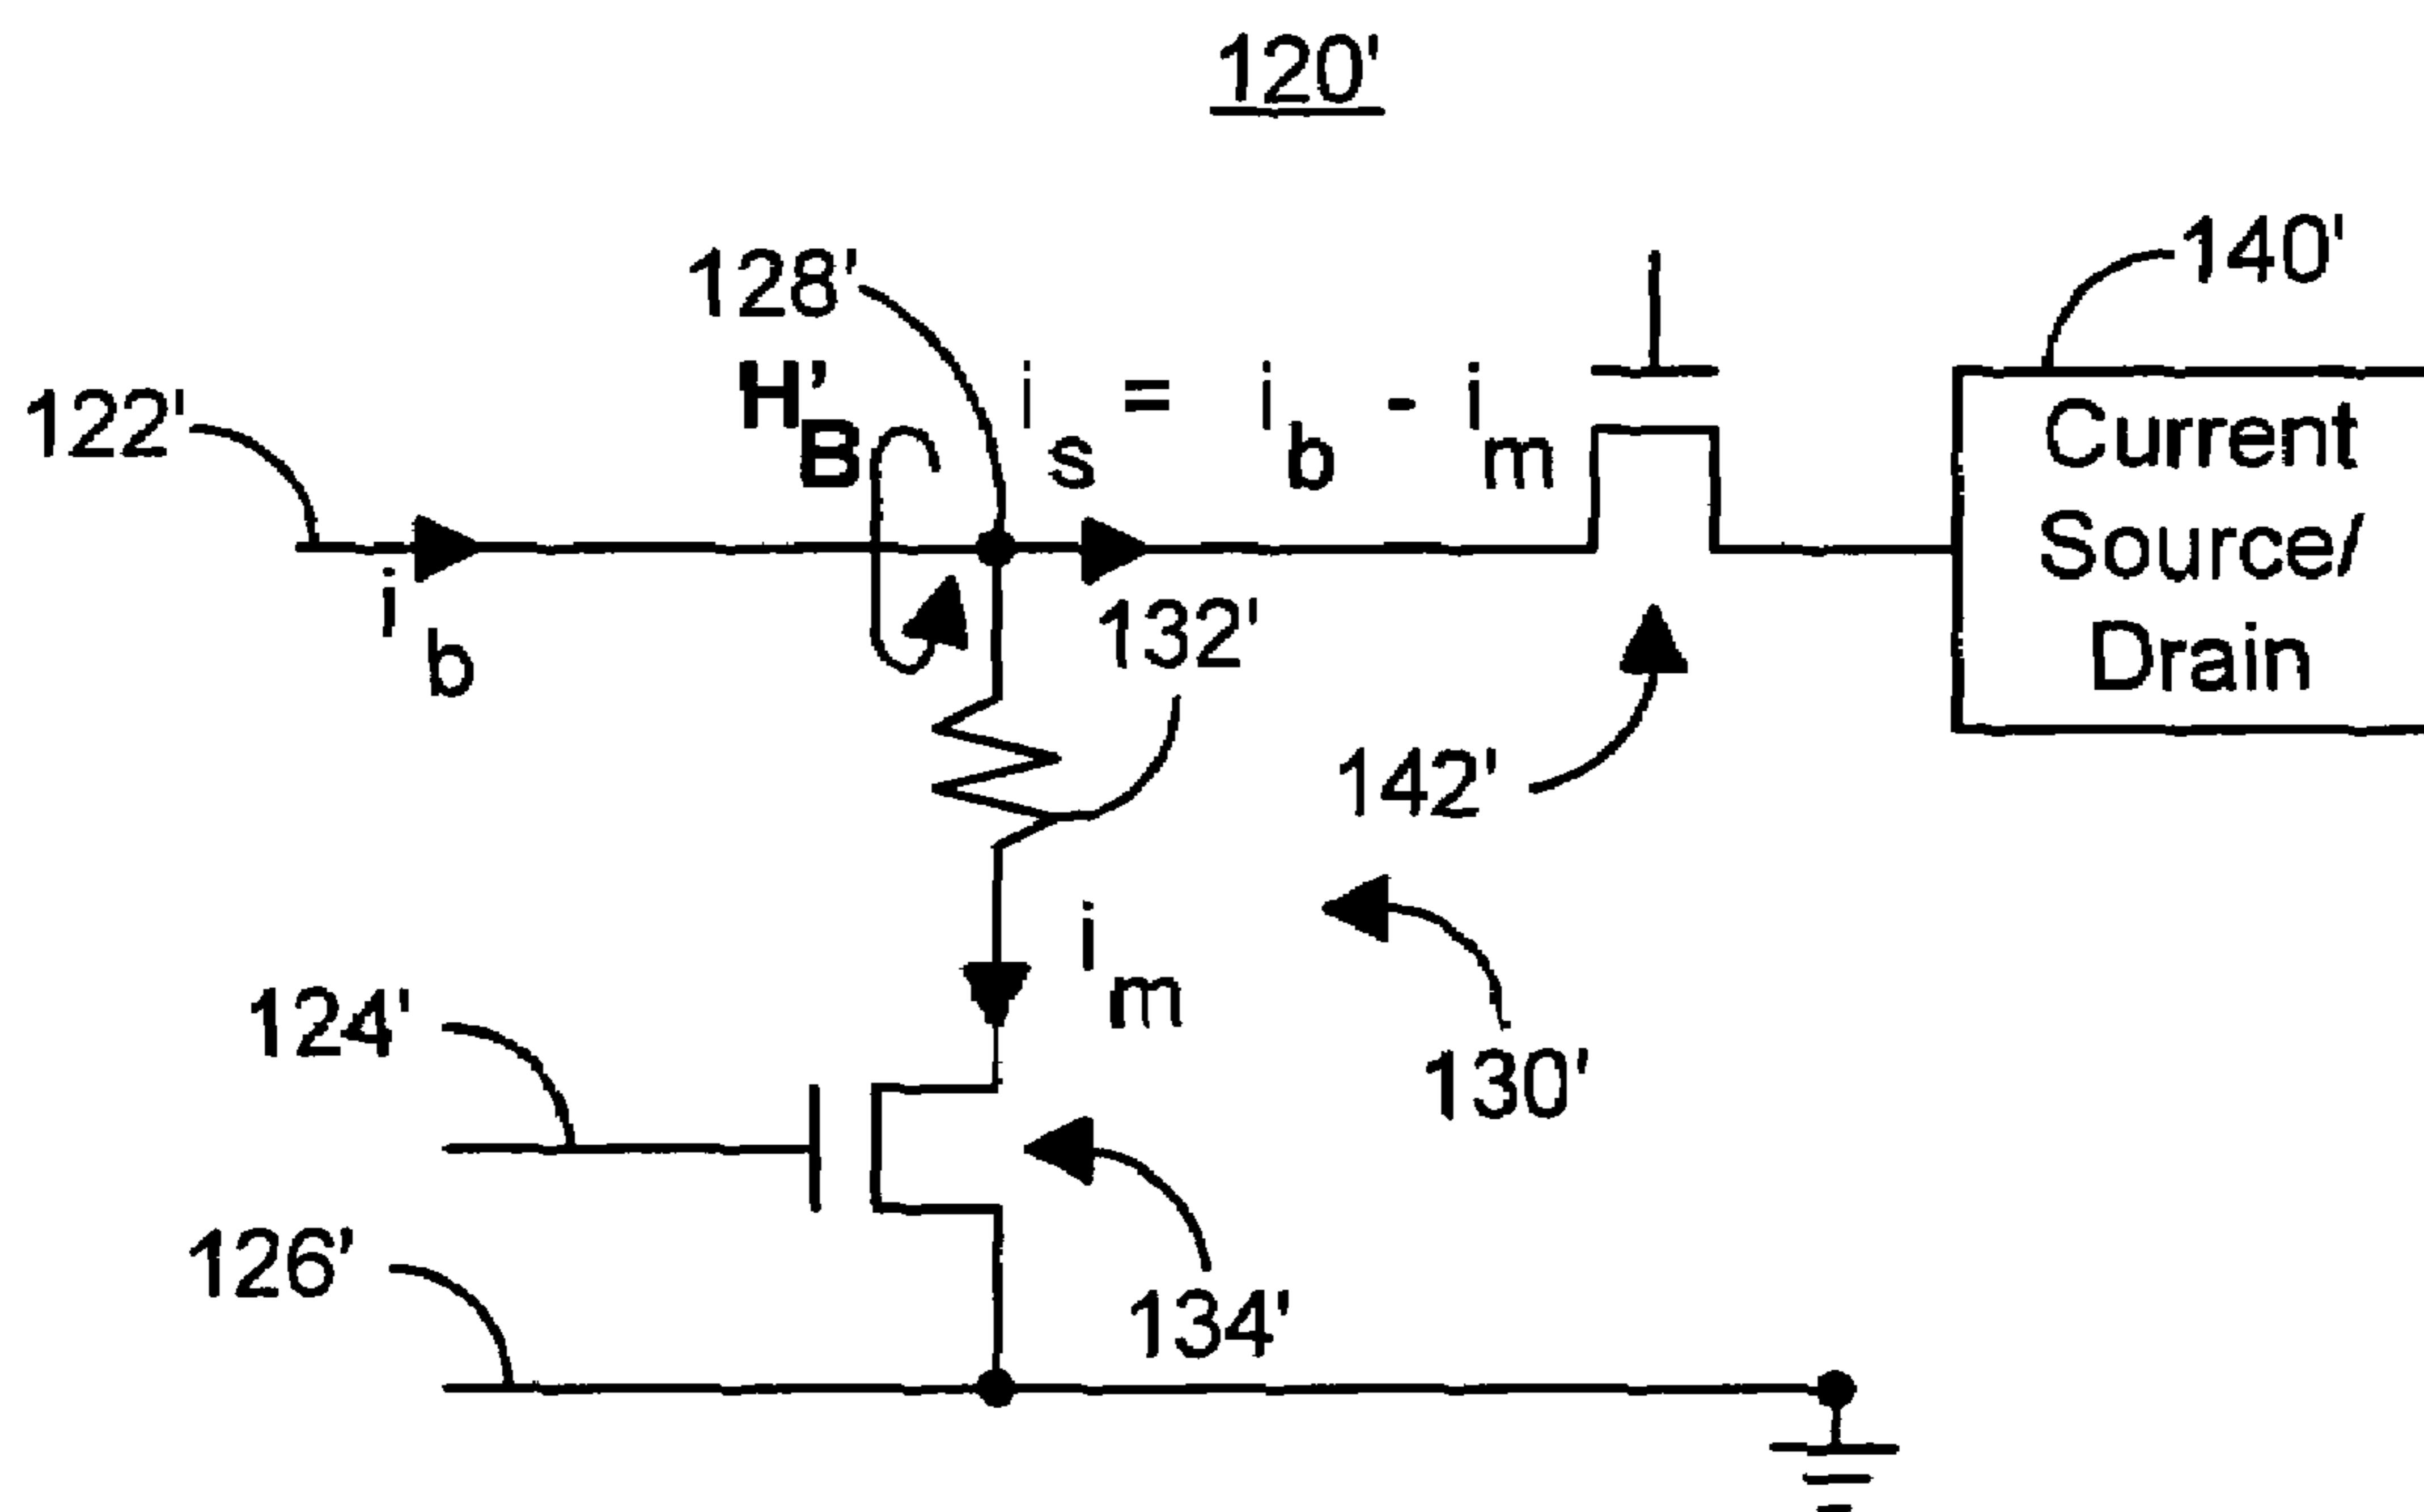 120'
128'
140'
122'
H'B
is = ib - im
Current
Source/
Drain
ib
132'
142'
im
124'
130'
126'
134'